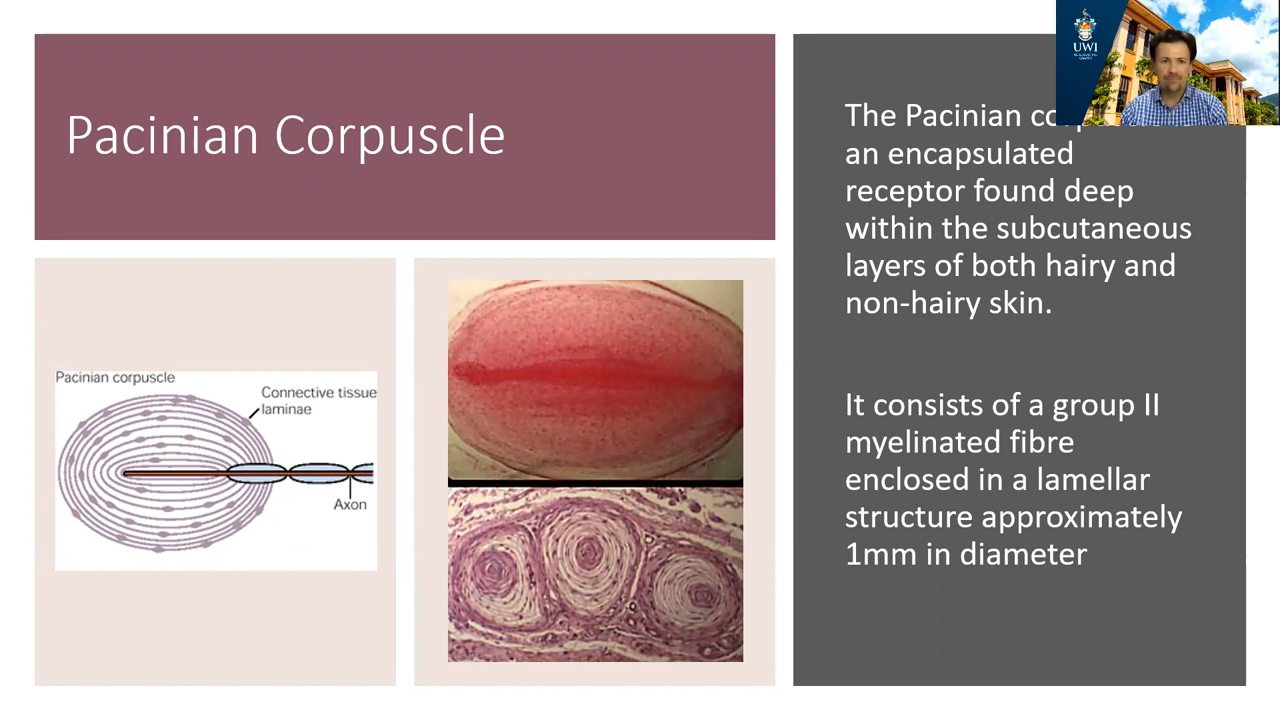 Pacinian Corpuscle
Pacinian corpuscle
Connective tissue
laminae
Axon
The Pacinian
an encapsulated
receptor found deep
within the subcutaneous
layers of both hairy and
non-hairy skin.
It consists of a group II
myelinated fibre
enclosed in a lamellar
structure approximately
1mm in diameter
UWI